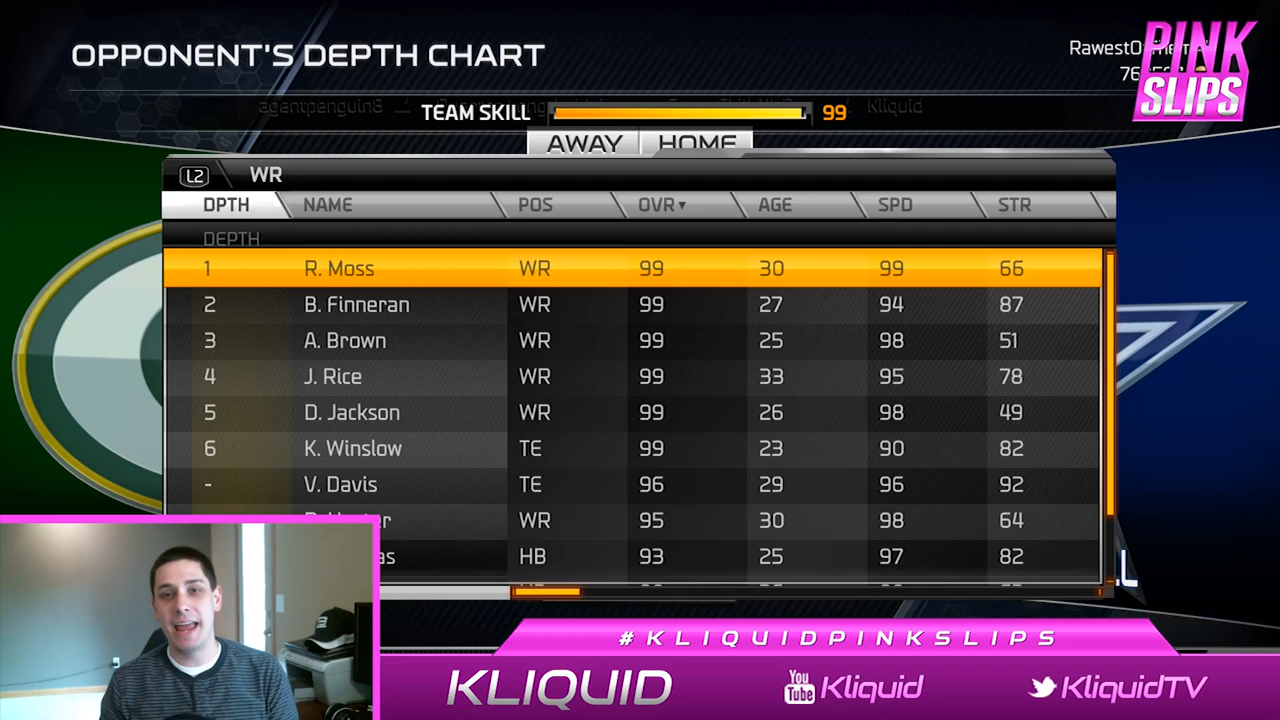 OPPONENT'S DEPTH CHART
PINK
SLIPS
TEAM SKILL 99
agentpenguin8
Kliquid
AWAY HOME
L2 WR
DPTH NAME POS OVR AGE SPD STR
DEPTH
1 R. Moss WR 99 30 99 66
2 B. Finneran WR 99 27 94 87
3 A. Brown WR 99 25 98 51
4 J. Rice WR 99 33 95 78
5 D. Jackson WR 99 26 98 49
6 K. Winslow TE 99 23 90 82
- V. Davis TE 96 29 96 92
WR 95 30 98 64
HB 93 25 97 82
#KLIQUIDPINKSLIPS
KLIQUID You Tube Kliquid KliquidTV